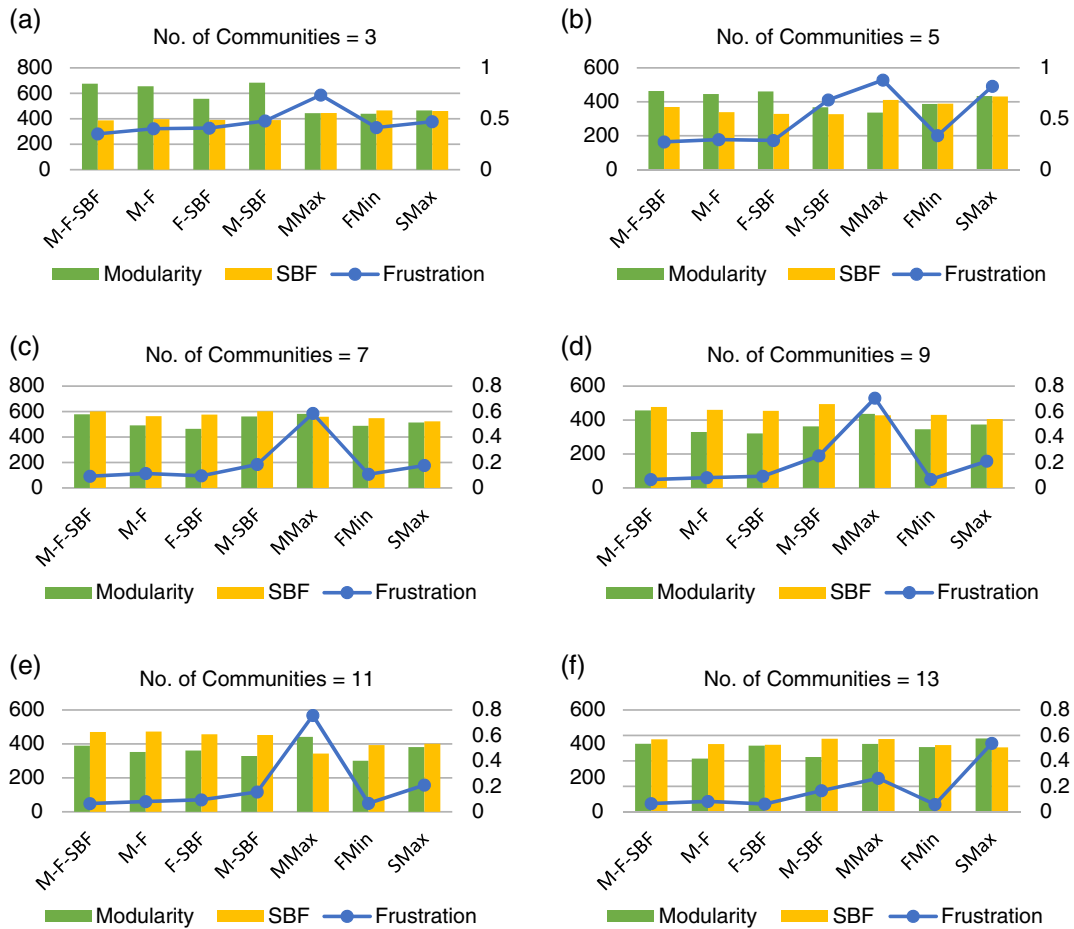 (a)
No. of Communities = 3
800
600
400
200
0
1
0.5
0
M-F-SBF
M-F
F-SBF
M-SBF
MMax
FMin
SMax
Modularity SBF Frustration
(b)
No. of Communities = 5
600
400
200
0
1
0.5
0
M-F-SBF
M-F
F-SBF
M-SBF
MMax
FMin
SMax
Modularity SBF Frustration
(c)
No. of Communities = 7
800
600
400
200
0
0.8
0.6
0.4
0.2
0
M-F-SBF
M-F
F-SBF
M-SBF
MMax
FMin
SMax
Modularity SBF Frustration
(d)
No. of Communities = 9
600
400
200
0
0.8
0.6
0.4
0.2
0
M-F-SBF
M-F
F-SBF
M-SBF
MMax
FMin
SMax
Modularity SBF Frustration
(e)
No. of Communities = 11
600
400
200
0
0.8
0.6
0.4
0.2
0
M-F-SBF
M-F
F-SBF
M-SBF
MMax
FMin
SMax
Modularity SBF Frustration
(f)
No. of Communities = 13
600
400
200
0
0.8
0.6
0.4
0.2
0
M-F-SBF
M-F
F-SBF
M-SBF
MMax
FMin
SMax
Modularity SBF Frustration